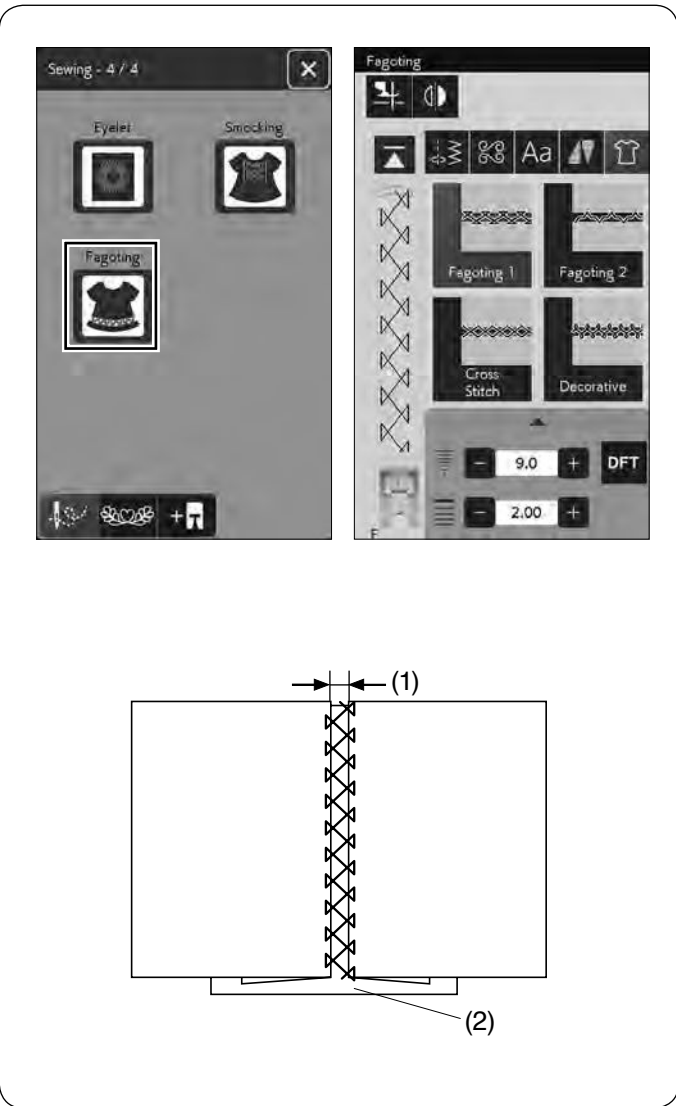 Sewing - 4 / 4
Eyelet
Smocking
Fagoting
Fagoting
Aa
Fagoting 1
Fagoting 2
Cross
Stitch
Decorative
9.0
DFT
2.00
F
(1)
(2)